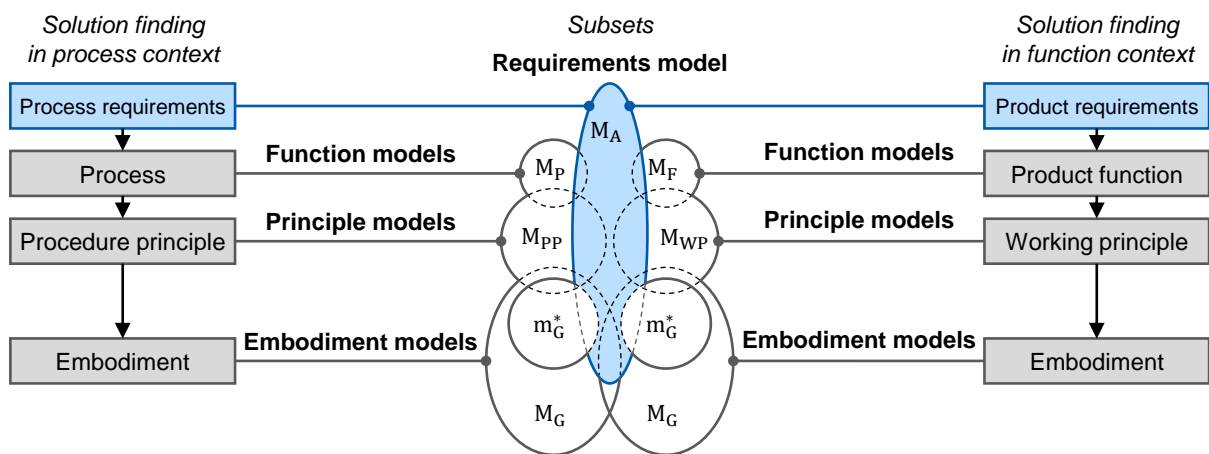 Solution finding
in process context
Subsets
Solution finding
in function context
Requirements model
Process requirements
Product requirements
M_A
Function models
M_P
M_F
Function models
Process
Product function
Principle models
M_PP
M_WP
Principle models
Procedure principle
Working principle
m*_G
m*_G
Embodiment models
Embodiment models
Embodiment
Embodiment
M_G
M_G